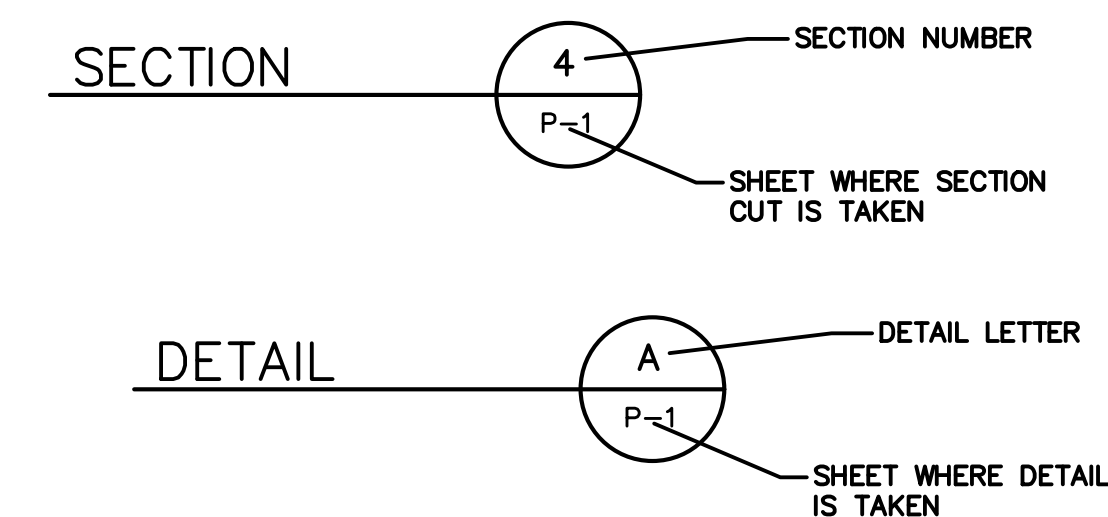 SECTION
4
SECTION NUMBER
P-1
SHEET WHERE SECTION
CUT IS TAKEN
DETAIL
A
DETAIL LETTER
P-1
SHEET WHERE DETAIL
IS TAKEN